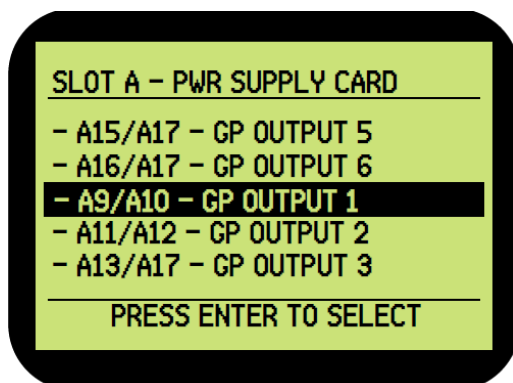 SLOT A - PWR SUPPLY CARD
- A15/A17 - GP OUTPUT 5
- A16/A17 - GP OUTPUT 6
- A9/A10 - GP OUTPUT 1
- A11/A12 - GP OUTPUT 2
- A13/A17 - GP OUTPUT 3
PRESS ENTER TO SELECT